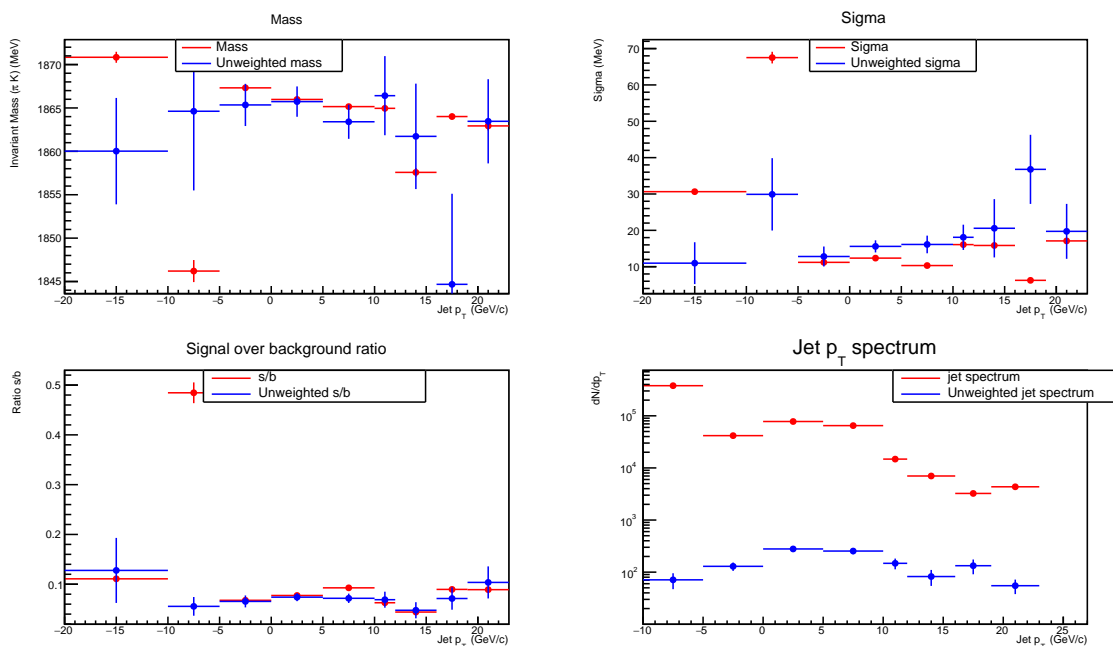 Mass
Invariant Mass (π K) (MeV)
1870
1865
1860
1855
1850
1845
Mass
Unweighted mass
−20 −15 −10 −5 0 5 10 15 20
Jet p_T (GeV/c)
Sigma
Sigma (MeV)
70
60
50
40
30
20
10
Sigma
Unweighted sigma
−20 −15 −10 −5 0 5 10 15 20
Jet p_T (GeV/c)
Signal over background ratio
Ratio s/b
0.5
0.4
0.3
0.2
0.1
s/b
Unweighted s/b
−20 −15 −10 −5 0 5 10 15 20
Jet p_T (GeV/c)
Jet p_T spectrum
dN/dp_T
10^5
10^4
10^3
10^2
jet spectrum
Unweighted jet spectrum
−10 −5 0 5 10 15 20 25
Jet p_T (GeV/c)